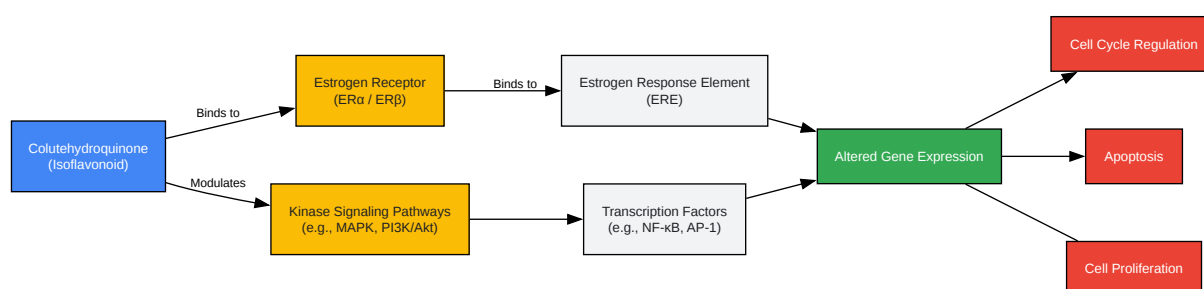 Colutehydroquinone
(Isoflavonoid)
Binds to
Modulates
Estrogen Receptor
(ERα / ERβ)
Kinase Signaling Pathways
(e.g., MAPK, PI3K/Akt)
Binds to
Estrogen Response Element
(ERE)
Transcription Factors
(e.g., NF-κB, AP-1)
Altered Gene Expression
Cell Cycle Regulation
Apoptosis
Cell Proliferation